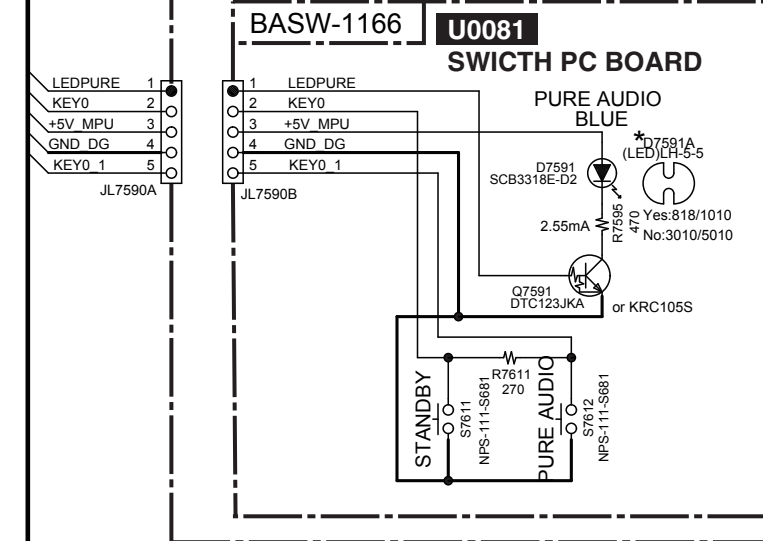 BASW-1166
U0081
SWICTH PC BOARD
LEDPURE 1
KEY0 2
+5V_MPU 3
GND_DG 4
KEY0_1 5
JL7590A
1 LEDPURE
2 KEY0
3 +5V_MPU
4 GND_DG
5 KEY0_1
JL7590B
PURE AUDIO
BLUE
*
D7591A
(LED)LH-5-5
D7591
SCB3318E-D2
Yes:818/1010
No:3010/5010
2.55mA
R7595
470
Q7591
DTC123JKA
or KRC105S
R7611
270
STANDBY
S7611
NPS-111-S681
PURE AUDIO
S7612
NPS-111-S681